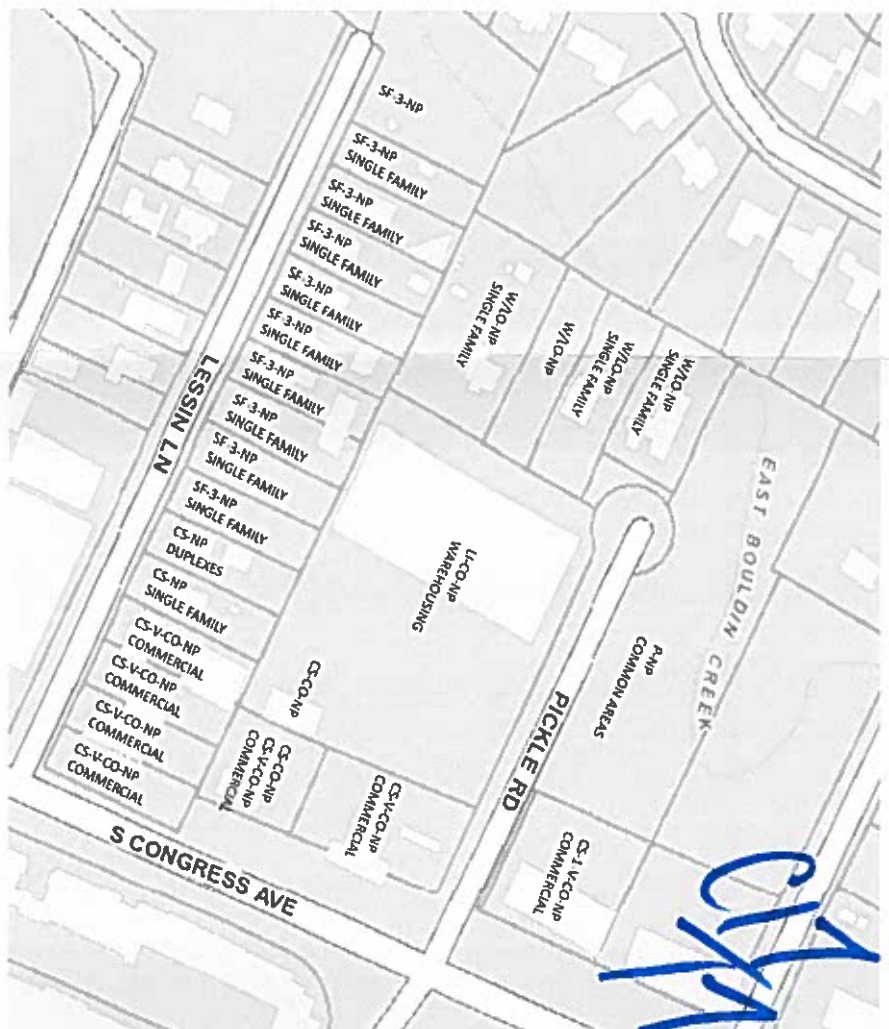 SF-3-NP
SF-3-NP
SINGLE FAMILY
SF-3-NP
SINGLE FAMILY
SF-3-NP
SINGLE FAMILY
SF-3-NP
SINGLE FAMILY
SF-3-NP
SINGLE FAMILY
SF-3-NP
SINGLE FAMILY
SF-3-NP
SINGLE FAMILY
SF-3-NP
SINGLE FAMILY
SF-3-NP
SINGLE FAMILY
CS-NP
DUPLEXES
CS-NP
SINGLE FAMILY
CS-V-CO-NP
COMMERCIAL
CS-V-CO-NP
COMMERCIAL
CS-V-CO-NP
COMMERCIAL
CS-V-CO-NP
COMMERCIAL
LESSIN LN
W/LO-NP
SINGLE FAMILY
W/LO-NP
W/LO-NP
SINGLE FAMILY
W/LO-NP
SINGLE FAMILY
EAST BOULDIN CREEK
LI-CO-NP
WAREHOUSING
P-NP
COMMON AREAS
PICKLE RD
CS-CO-NP
CS-CO-NP
CS-V-CO-NP
COMMERCIAL
CS-V-CO-NP
COMMERCIAL
CS-1-V-CO-NP
COMMERCIAL
S CONGRESS AVE